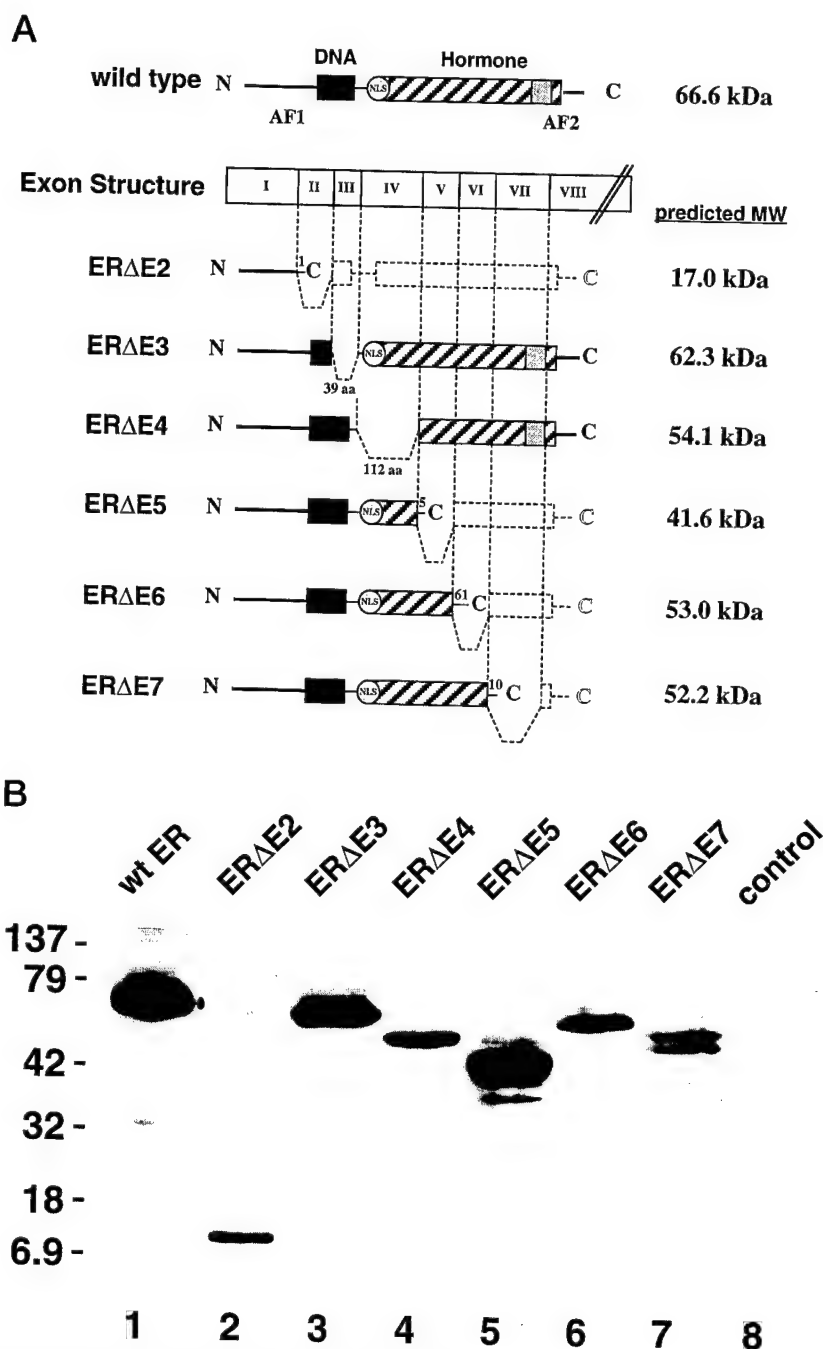 A
DNA Hormone
wild type N NLS C 66.6 kDa
AF1 AF2
Exon Structure I II III IV V VI VII VIII
predicted MW
ERΔE2 N 1 C C 17.0 kDa
ERΔE3 N NLS C 62.3 kDa
39 aa
ERΔE4 N C 54.1 kDa
112 aa
ERΔE5 N NLS 5 C C 41.6 kDa
ERΔE6 N NLS 61 C C 53.0 kDa
ERΔE7 N NLS 10 C C 52.2 kDa
B
wt ER ERΔE2 ERΔE3 ERΔE4 ERΔE5 ERΔE6 ERΔE7 control
137 -
79 -
42 -
32 -
18 -
6.9 -
1 2 3 4 5 6 7 8